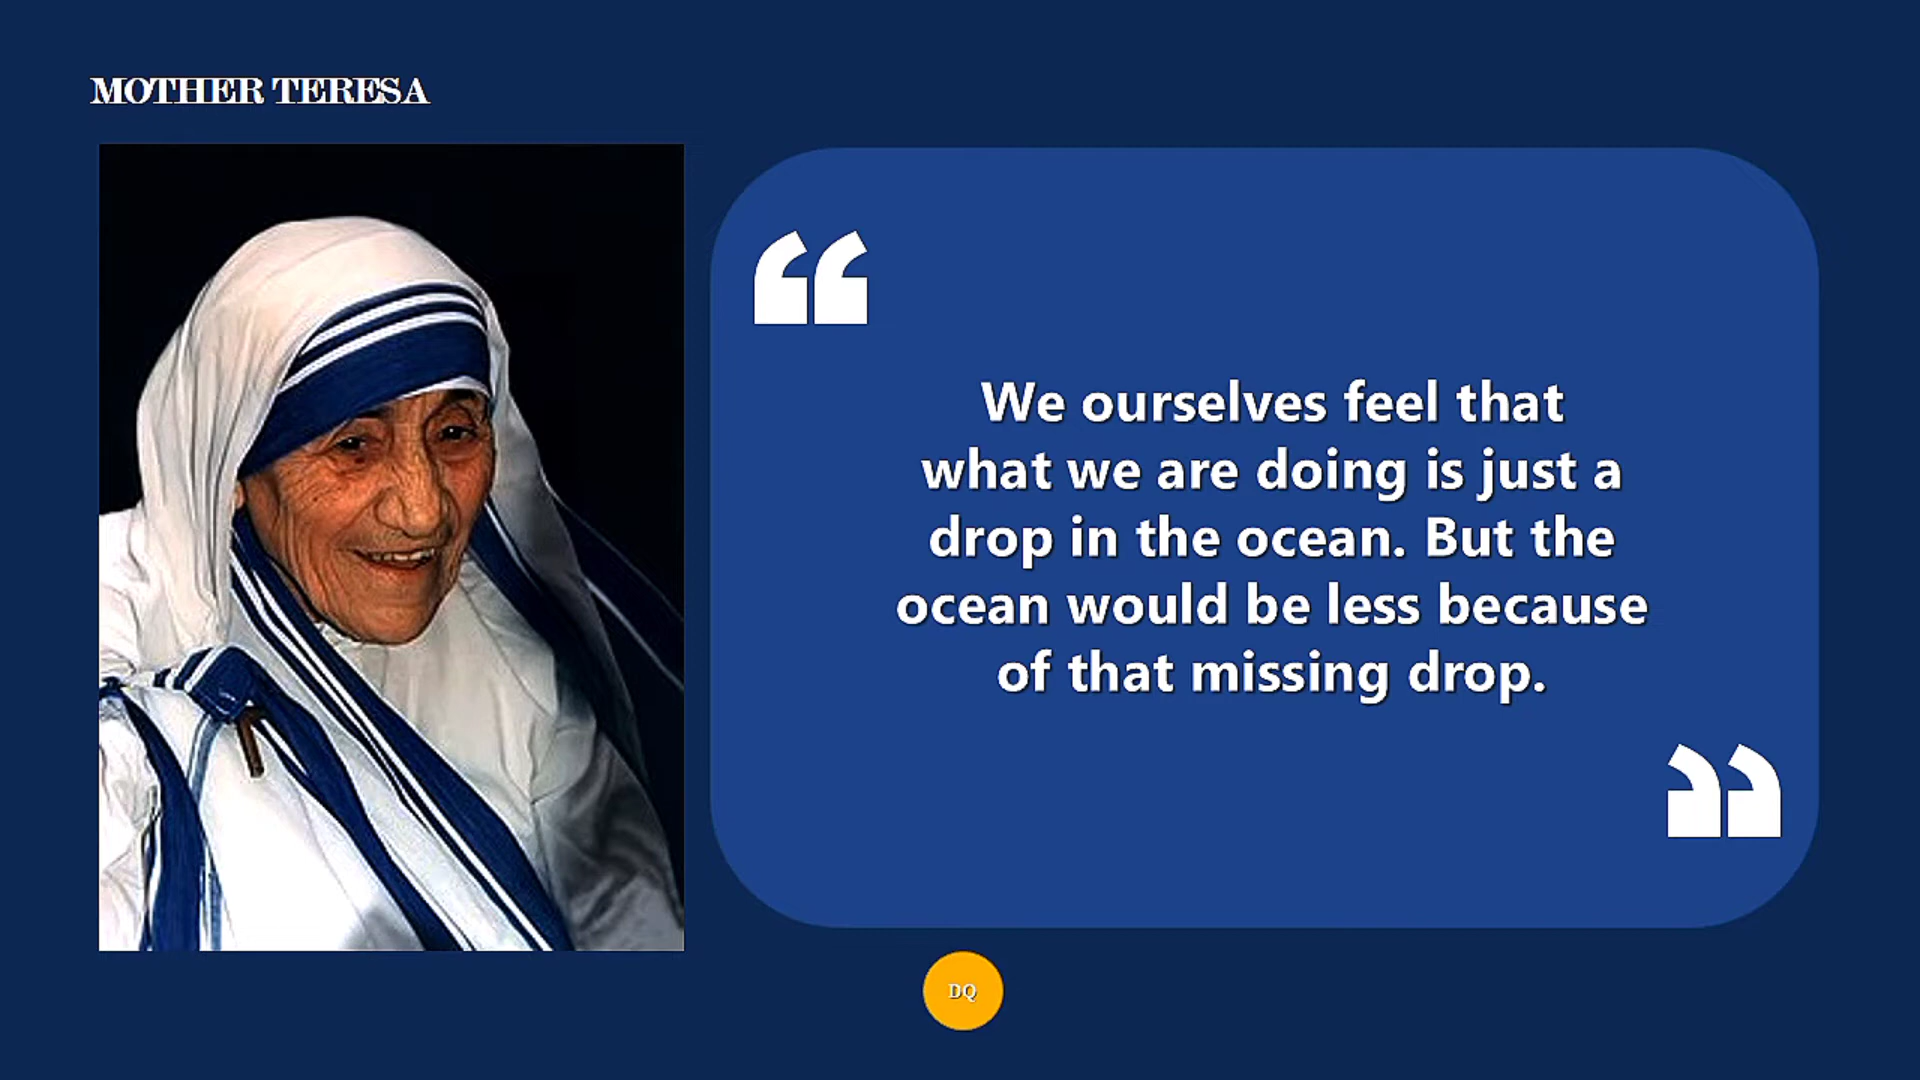 MOTHER TERESA
“
We ourselves feel that
what we are doing is just a
drop in the ocean. But the
ocean would be less because
of that missing drop.
”
DQ